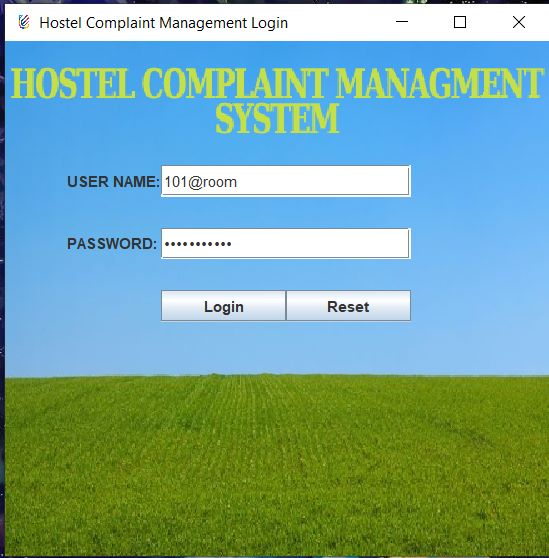 Hostel Complaint Management Login
HOSTEL COMPLAINT MANAGMENT
SYSTEM
USER NAME: 101@room
PASSWORD: •••••••••••
Login Reset